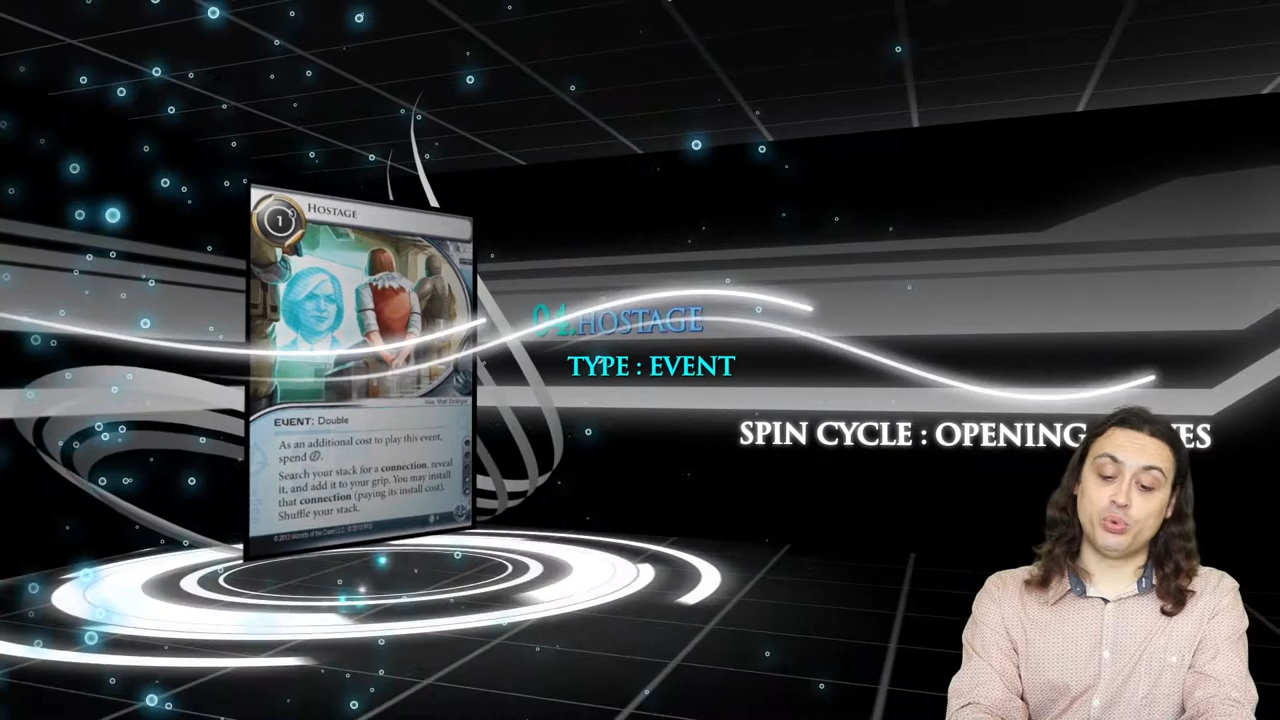 1
HOSTAGE
EVENT: Double
As an additional cost to play this event,
spend
Search your stack for a connection, reveal
it, and add it to your grip. You may install
that connection (paying its install cost).
Shuffle your stack.
04.HOSTAGE
TYPE : EVENT
SPIN CYCLE : OPENING